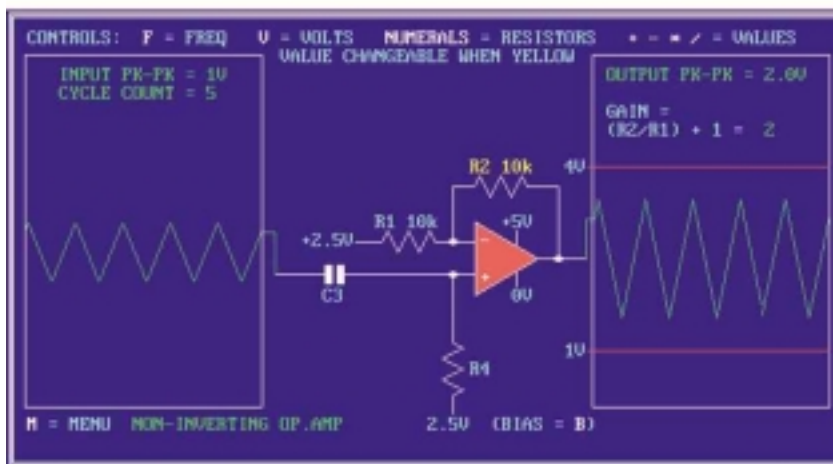 CONTROLS: F = FREQ V = VOLTS NUMERALS = RESISTORS + - * / = VALUES
VALUE CHANGEABLE WHEN YELLOW
INPUT PK-PK = 1V
CYCLE COUNT = 5
OUTPUT PK-PK = 2.0V
GAIN =
(R2/R1) + 1 = 2
R2 10k
4V
R1 10k
+5V
+2.5V
-
+
C3
0V
1V
R4
M = MENU NON-INVERTING OP.AMP 2.5V (BIAS = B)